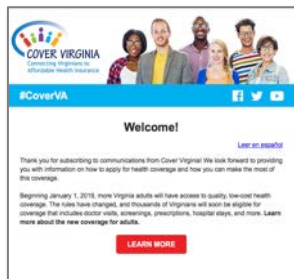 COVER VIRGINIA
Connecting Virginians to
Affordable Health Insurance
#CoverVA
Welcome!
Leer en español
Thank you for subscribing to communications from Cover Virginia! We look forward to providing
you with information on how to apply for health coverage and how you can make the most of
this coverage.
Beginning January 1, 2019, more Virginia adults will have access to quality, low-cost health
coverage. The rules have changed, and thousands of Virginians will soon be eligible for
coverage that includes doctor visits, screenings, prescriptions, hospital stays, and more. Learn
more about the new coverage for adults.
LEARN MORE